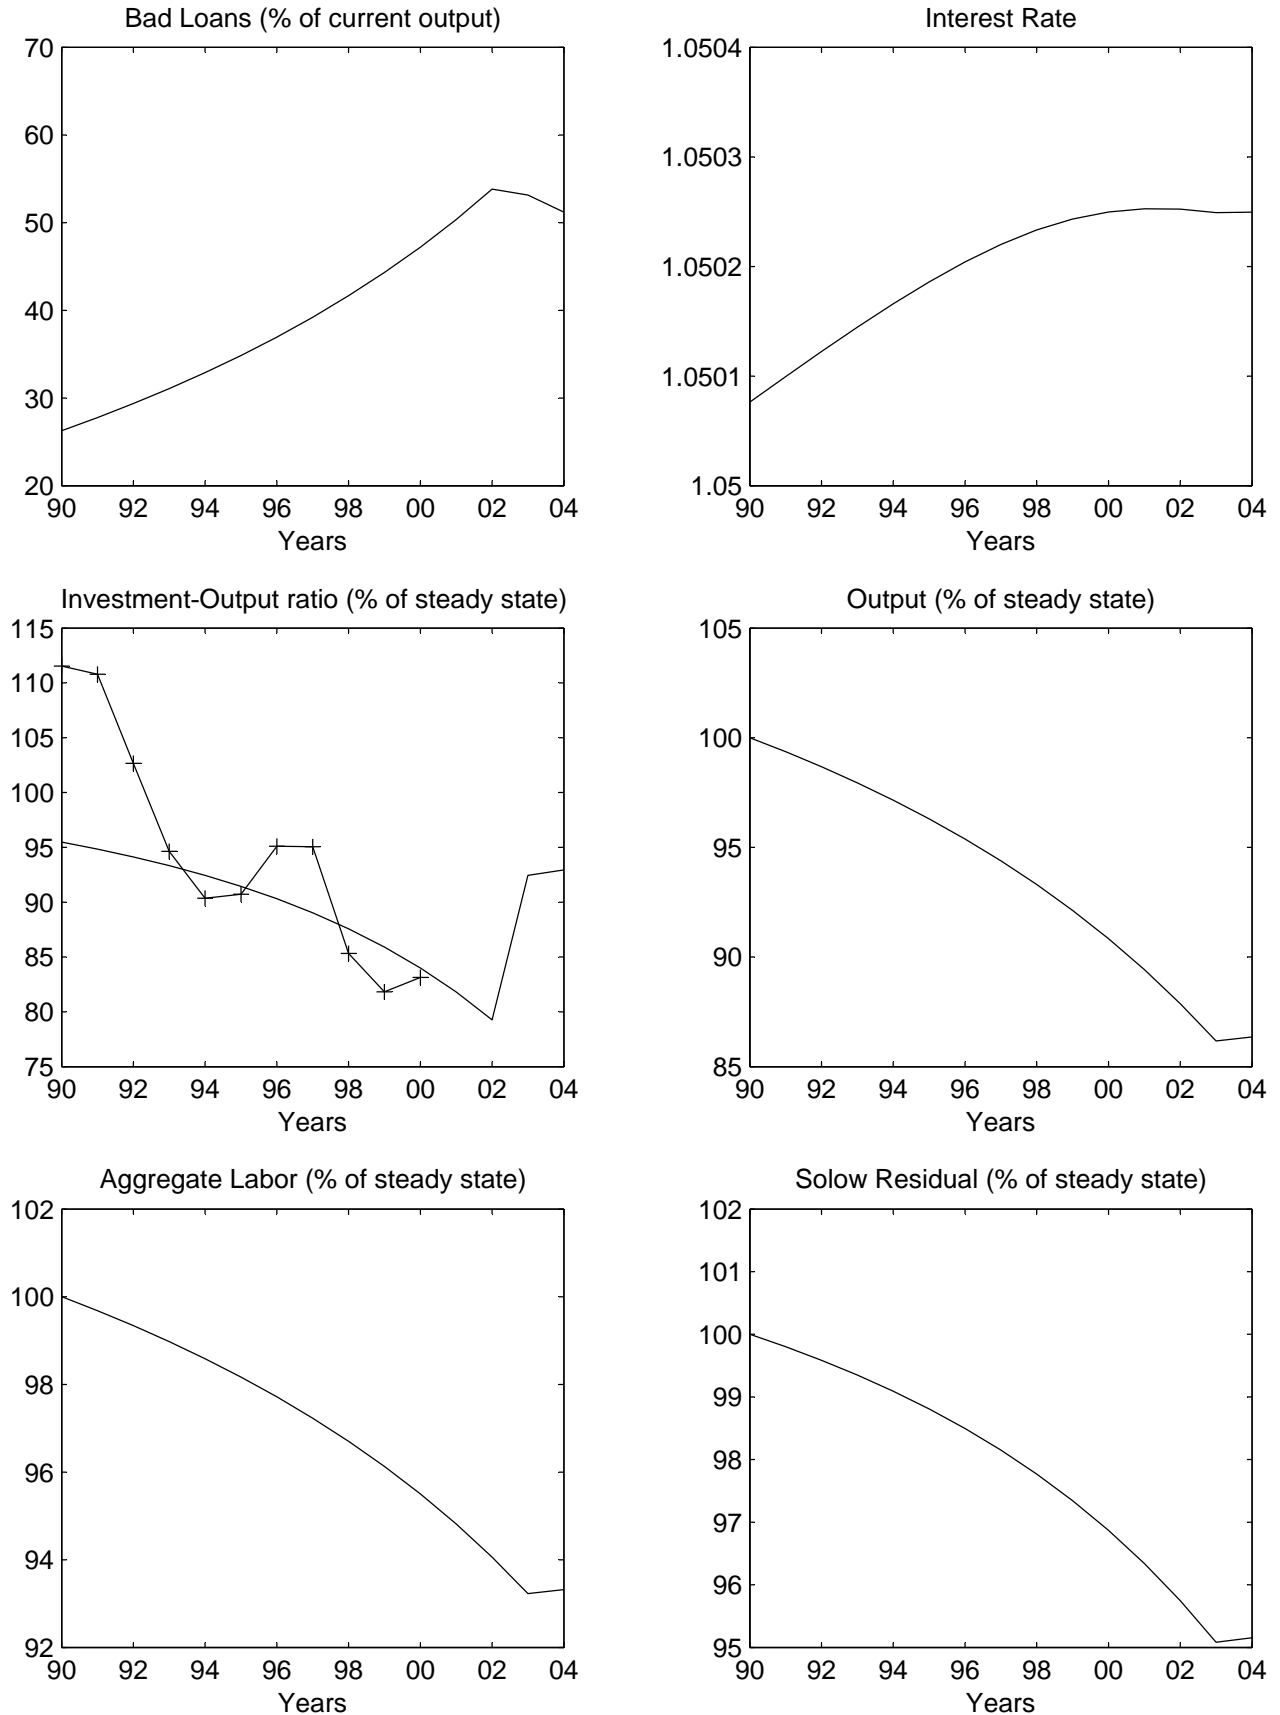 Bad Loans (% of current output)
70
60
50
40
30
20
90 92 94 96 98 00 02 04
Years
Interest Rate
1.0504
1.0503
1.0502
1.0501
1.05
90 92 94 96 98 00 02 04
Years
Investment-Output ratio (% of steady state)
115
110
105
100
95
90
85
80
75
90 92 94 96 98 00 02 04
Years
Output (% of steady state)
105
100
95
90
85
90 92 94 96 98 00 02 04
Years
Aggregate Labor (% of steady state)
102
100
98
96
94
92
90 92 94 96 98 00 02 04
Years
Solow Residual (% of steady state)
102
101
100
99
98
97
96
95
90 92 94 96 98 00 02 04
Years